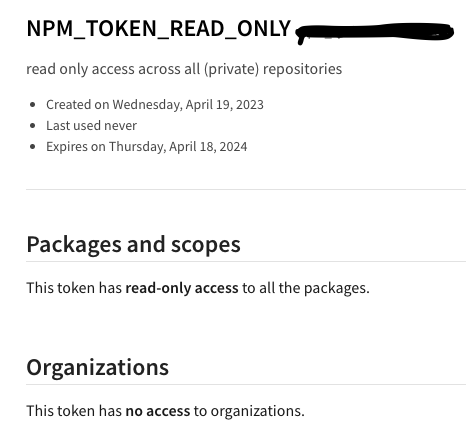 NPM_TOKEN_READ_ONLY
read only access across all (private) repositories
Created on Wednesday, April 19, 2023
Last used never
Expires on Thursday, April 18, 2024
Packages and scopes
This token has read-only access to all the packages.
Organizations
This token has no access to organizations.